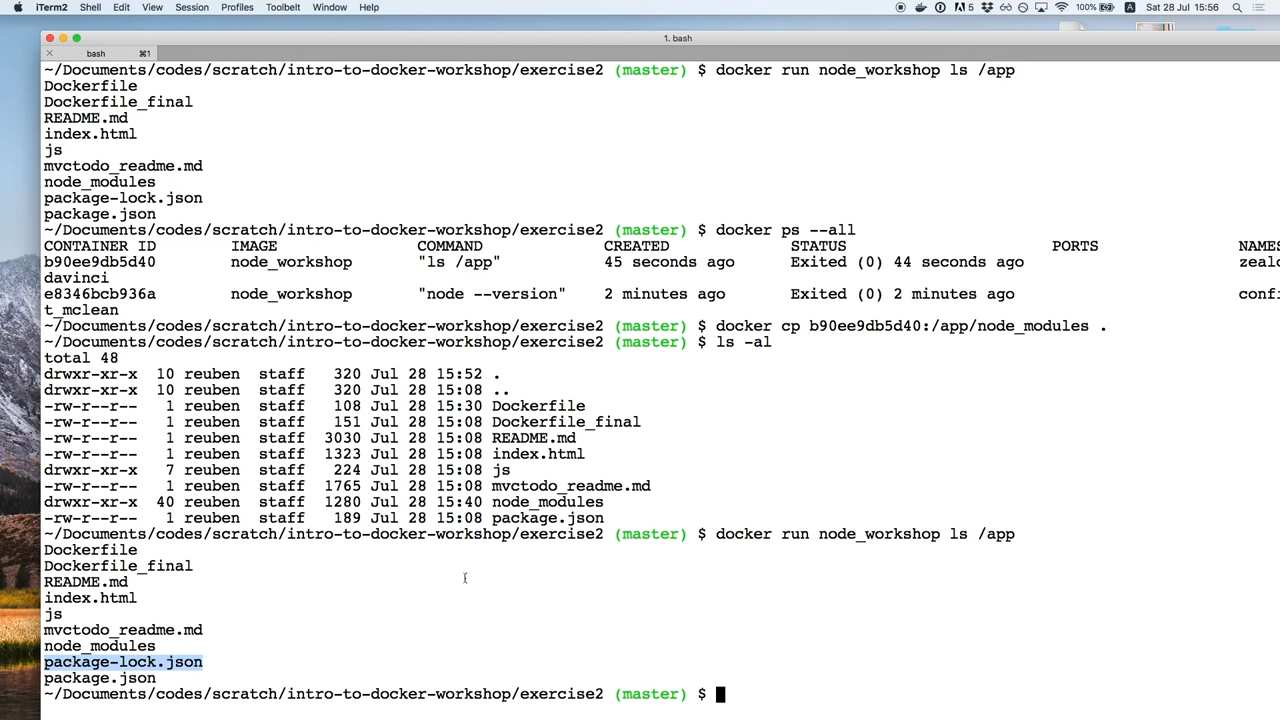 iTerm2 Shell Edit View Session Profiles Toolbelt Window Help 5 100% A Sat 28 Jul 15:56
1. bash
bash ⌘1
~/Documents/codes/scratch/intro-to-docker-workshop/exercise2 (master) $ docker run node_workshop ls /app
Dockerfile
Dockerfile_final
README.md
index.html
js
mvctodo_readme.md
node_modules
package-lock.json
package.json
~/Documents/codes/scratch/intro-to-docker-workshop/exercise2 (master) $ docker ps --all
CONTAINER ID IMAGE COMMAND CREATED STATUS PORTS NAMES
b90ee9db5d40 node_workshop "ls /app" 45 seconds ago Exited (0) 44 seconds ago zeal
davinci
e8346bcb936a node_workshop "node --version" 2 minutes ago Exited (0) 2 minutes ago conf
t_mclean
~/Documents/codes/scratch/intro-to-docker-workshop/exercise2 (master) $ docker cp b90ee9db5d40:/app/node_modules .
~/Documents/codes/scratch/intro-to-docker-workshop/exercise2 (master) $ ls -al
total 48
drwxr-xr-x 10 reuben staff 320 Jul 28 15:52 .
drwxr-xr-x 10 reuben staff 320 Jul 28 15:08 ..
-rw-r--r-- 1 reuben staff 108 Jul 28 15:30 Dockerfile
-rw-r--r-- 1 reuben staff 151 Jul 28 15:08 Dockerfile_final
-rw-r--r-- 1 reuben staff 3030 Jul 28 15:08 README.md
-rw-r--r-- 1 reuben staff 1323 Jul 28 15:08 index.html
drwxr-xr-x 7 reuben staff 224 Jul 28 15:08 js
-rw-r--r-- 1 reuben staff 1765 Jul 28 15:08 mvctodo_readme.md
drwxr-xr-x 40 reuben staff 1280 Jul 28 15:40 node_modules
-rw-r--r-- 1 reuben staff 189 Jul 28 15:08 package.json
~/Documents/codes/scratch/intro-to-docker-workshop/exercise2 (master) $ docker run node_workshop ls /app
Dockerfile
Dockerfile_final
README.md
index.html
js
mvctodo_readme.md
node_modules
package-lock.json
package.json
~/Documents/codes/scratch/intro-to-docker-workshop/exercise2 (master) $